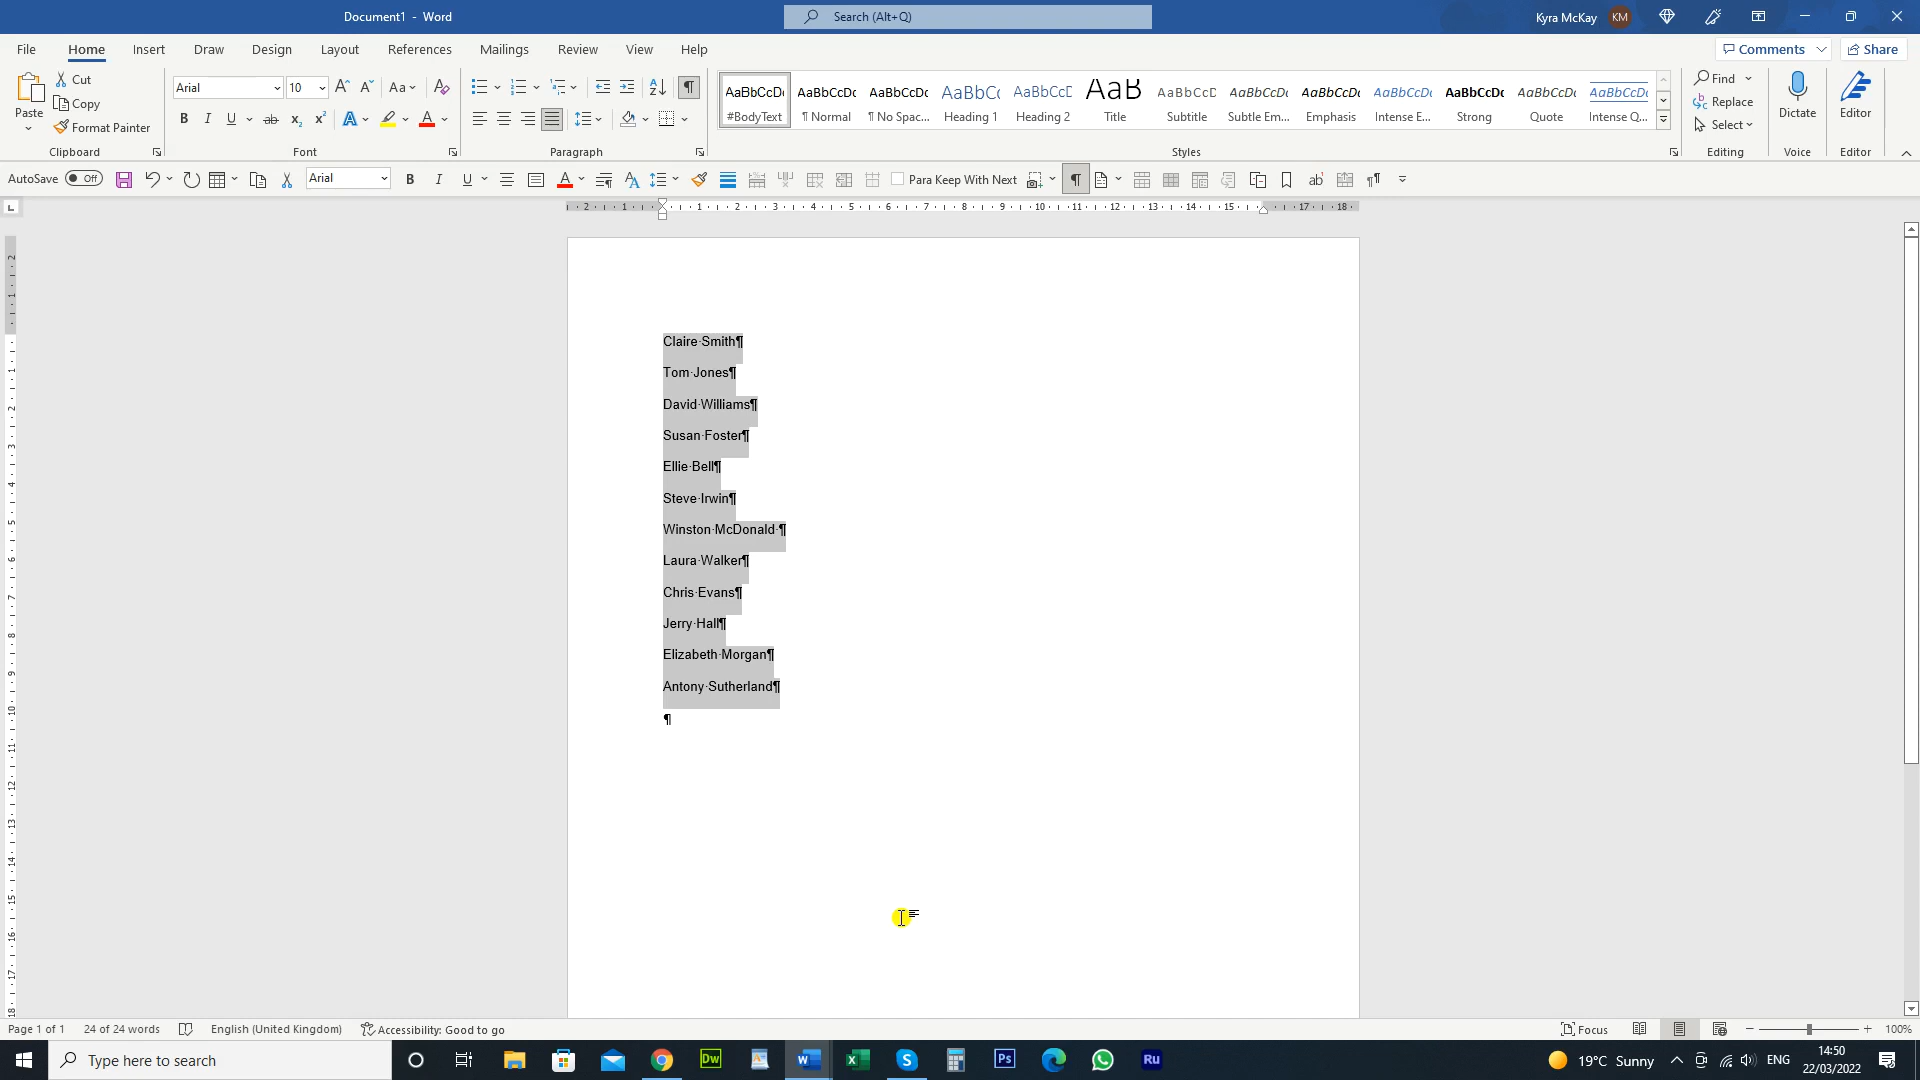 Document1 - Word
Search (Alt+Q)
Kyra McKay
KM
File Home Insert Draw Design Layout References Mailings Review View Help
Comments
Share
Paste
Cut
Copy
Format Painter
Clipboard
Arial
10
Font
Paragraph
AaBbCcDc AaBbCcDc AaBbCcDc AaBbCc AaBbCcD AaB AaBbCcD AaBbCcDc AaBbCcDc AaBbCcDc AaBbCcDc AaBbCcDc AaBbCcDc
#BodyText ¶ Normal ¶ No Spac... Heading 1 Heading 2 Title Subtitle Subtle Em... Emphasis Intense E... Strong Quote Intense Q...
Styles
Find
Replace
Select
Editing
Dictate
Voice
Editor
Editor
AutoSave Off
Arial
Para Keep With Next
Claire·Smith¶
Tom·Jones¶
David·Williams¶
Susan·Foster¶
Ellie·Bell¶
Steve·Irwin¶
Winston·McDonald·¶
Laura·Walker¶
Chris·Evans¶
Jerry·Hall¶
Elizabeth·Morgan¶
Antony·Sutherland¶
¶
Page 1 of 1 24 of 24 words English (United Kingdom) Accessibility: Good to go
Focus
100%
Type here to search
19°C Sunny
ENG
14:50
22/03/2022